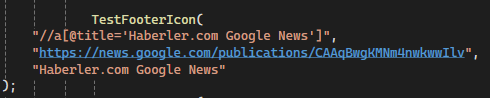 TestFooterIcon(
"//a[@title='Haberler.com Google News']",
"https://news.google.com/publications/CAAqBwgKMNm4nwkwwIlv",
"Haberler.com Google News"
);